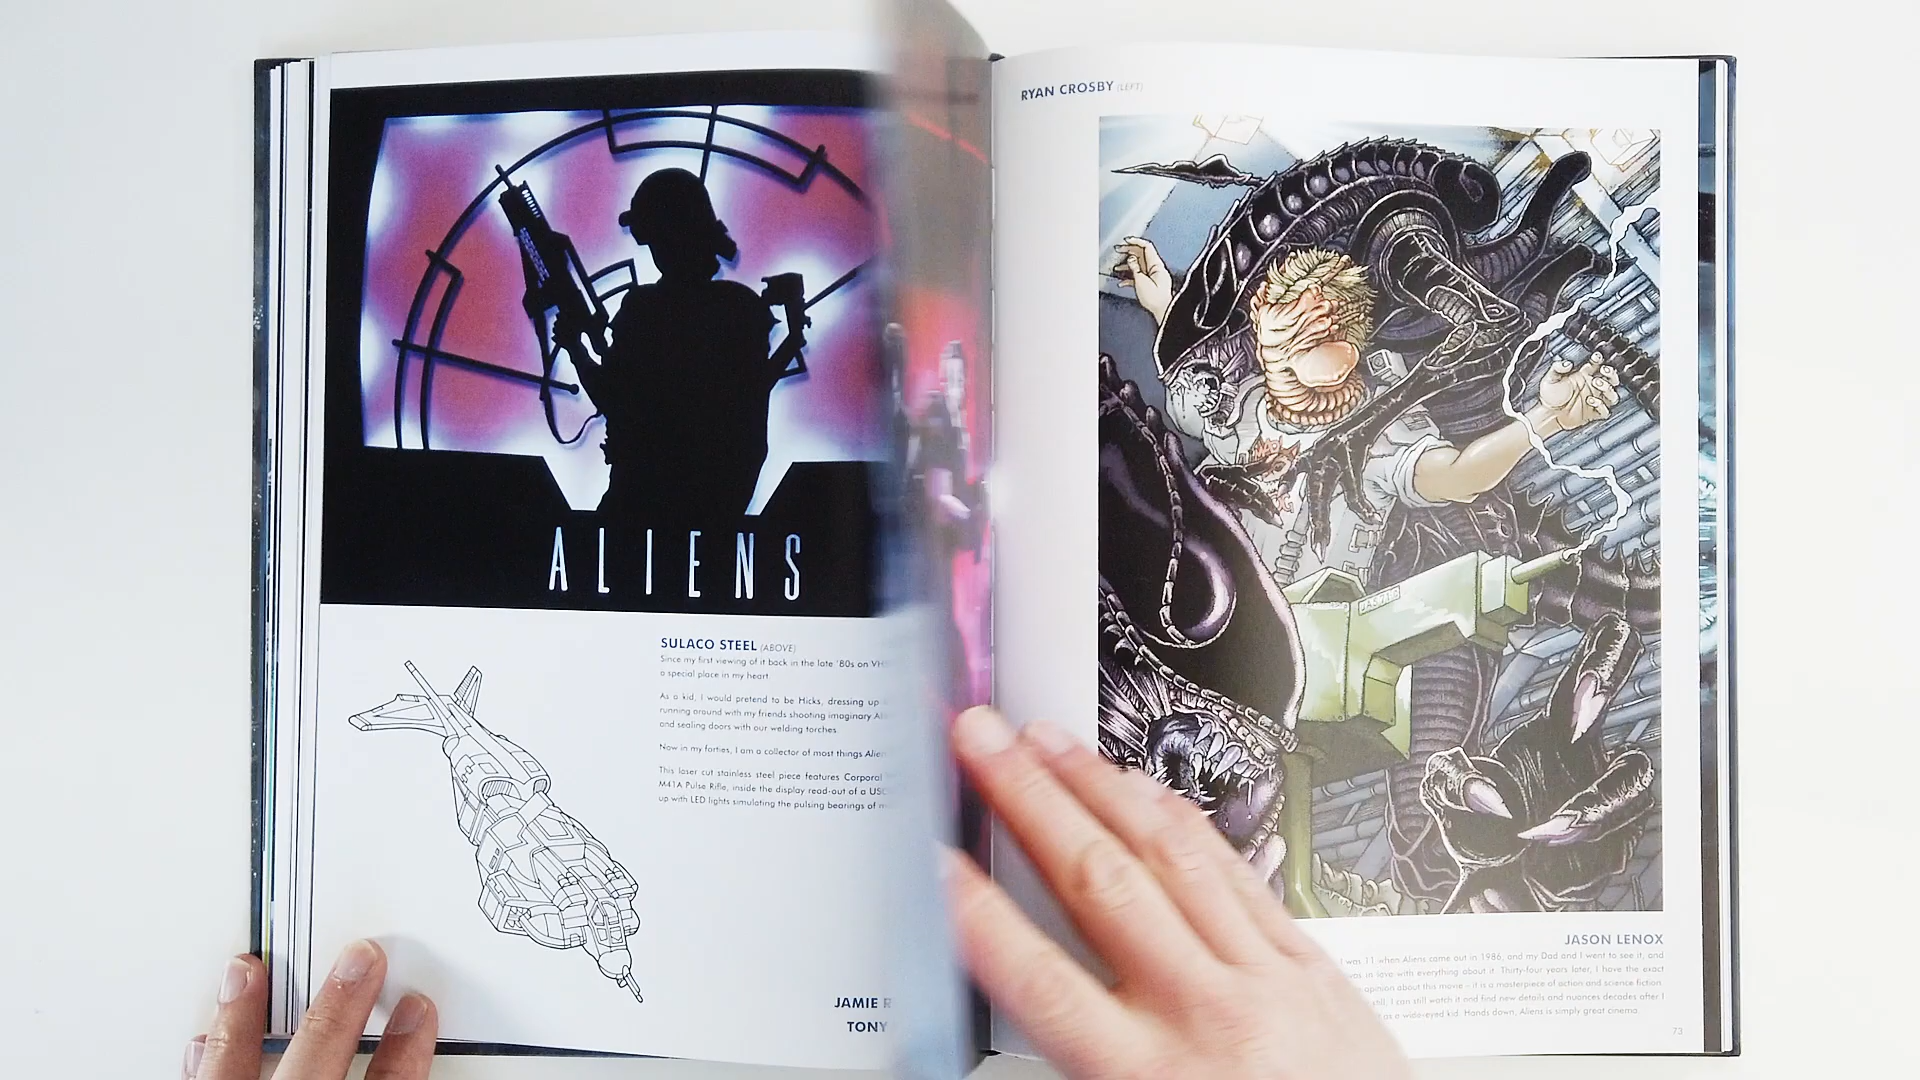 ALIENS
SULACO STEEL (ABOVE)
Since my first viewing of it back in the late '80s on
a special place in my heart.
As a kid, I would pretend to be Hicks, dressing up
running around with my friends shooting imaginary
and sealing doors with our welding torches.
Now in my forties, I am a collector of most things
This laser cut stainless steel piece features Corporal
M41A Pulse Rifle, inside the display read-out of a
up with LED lights simulating the pulsing bearings of
JAMIE
TONY
RYAN CROSBY (LEFT)
JASON LENOX
I was 11 when Aliens came out in 1986, and my Dad and I went to see it, and
in love with everything about it. Thirty-four years later, I have the exact
opinion about this movie – it is a masterpiece of action and science fiction.
still, I can still watch it and find new details and nuances decades after I
as a wide-eyed kid. Hands down, Aliens is simply great cinema.
73